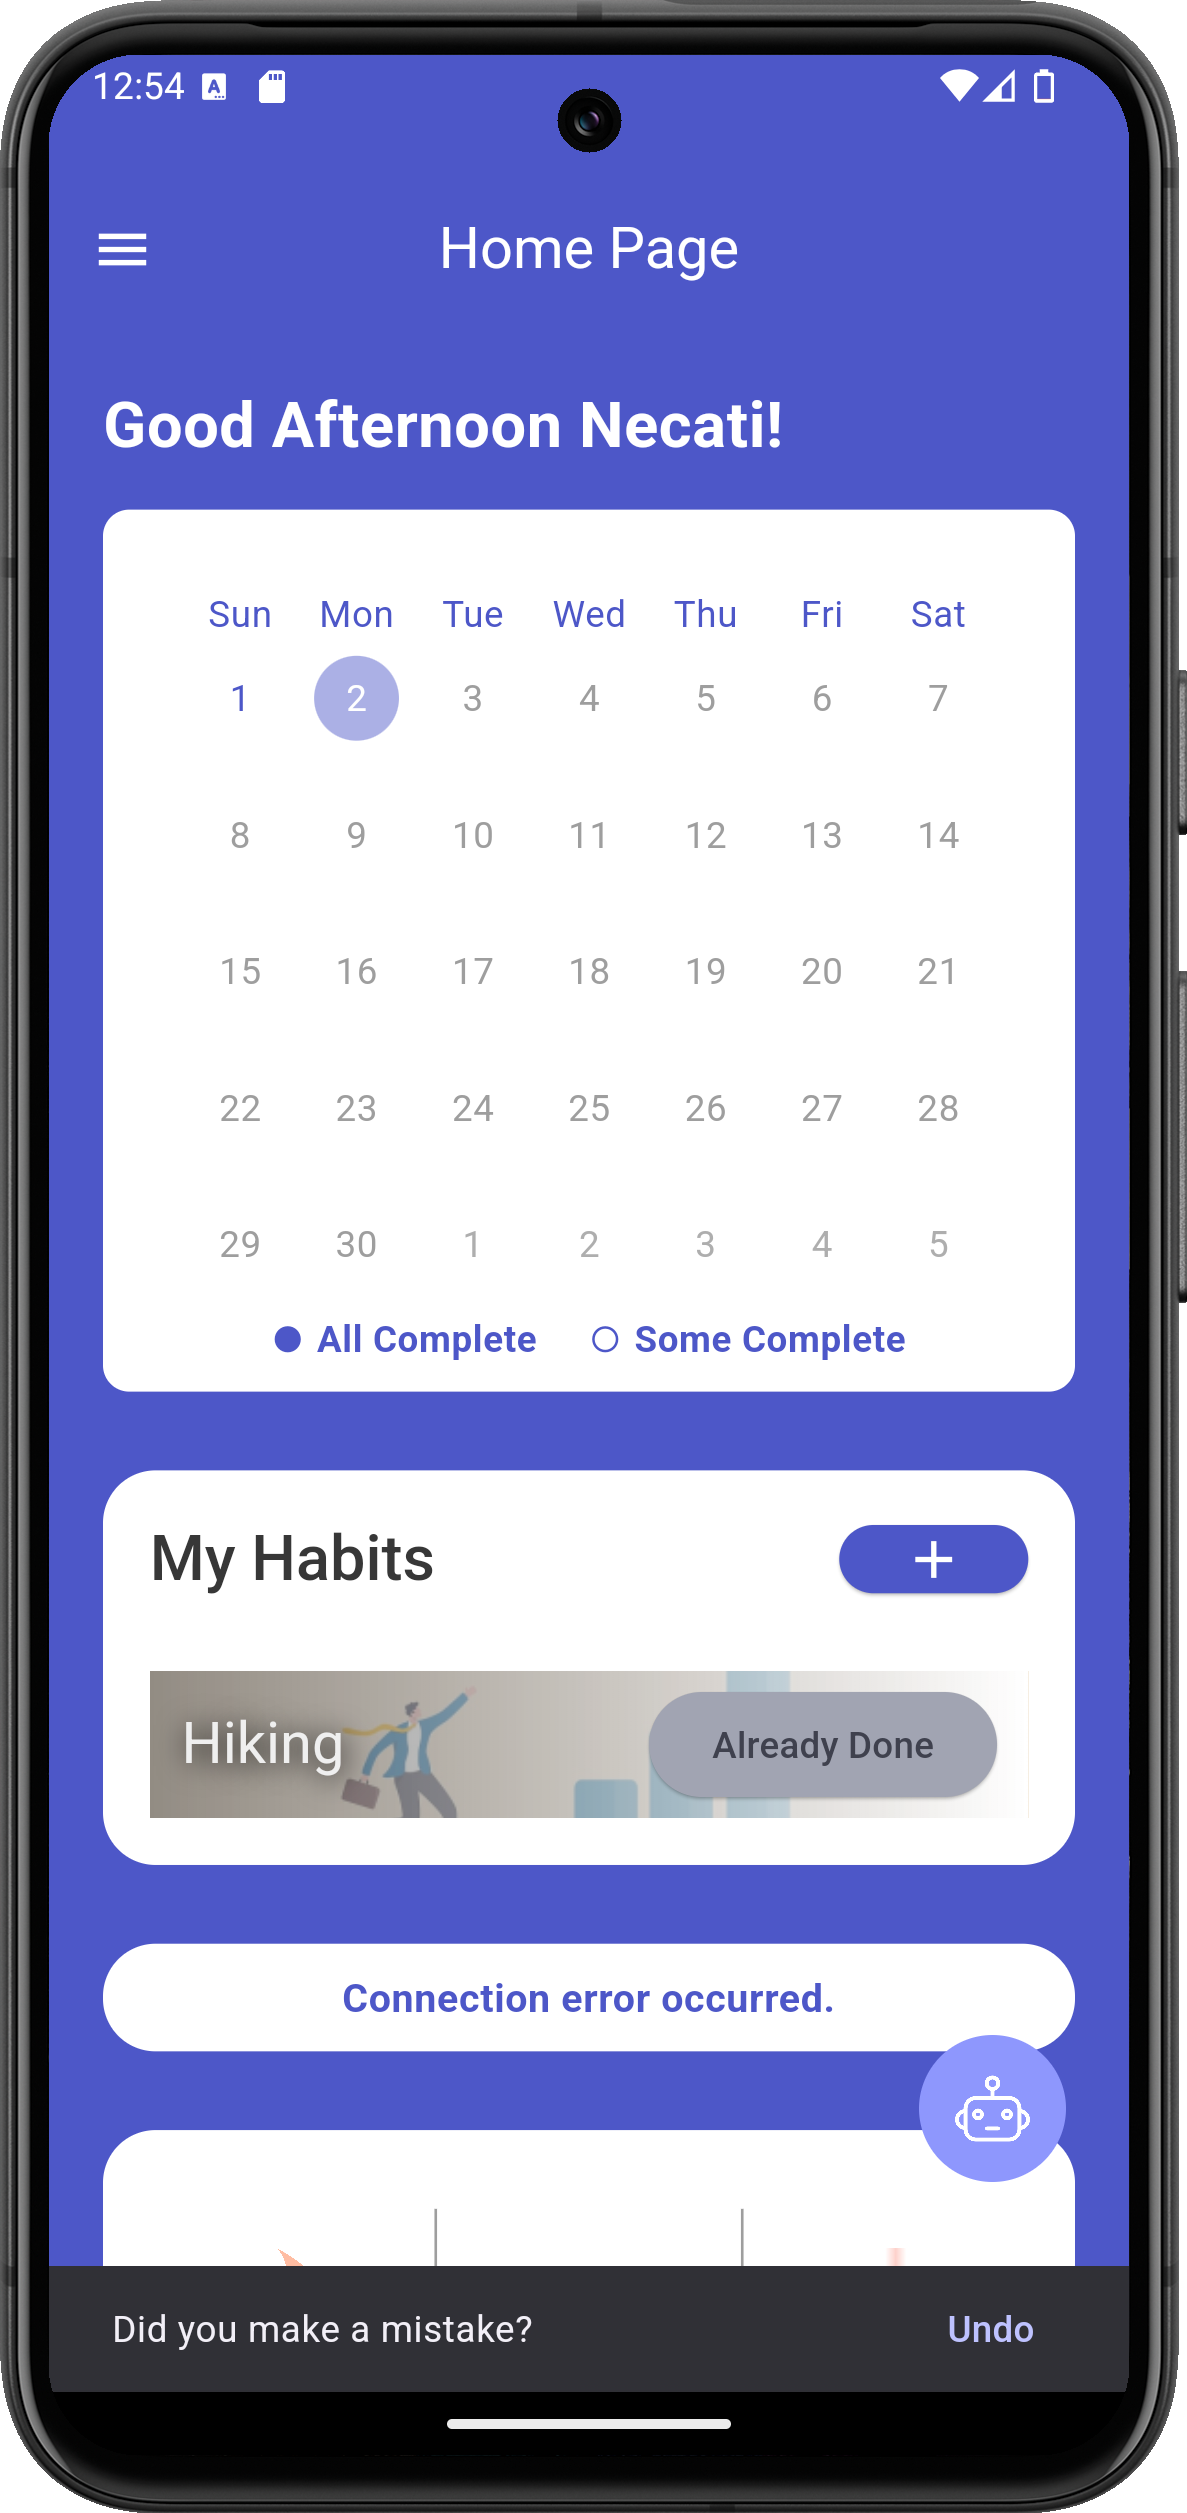 12:54
Home Page
Good Afternoon Necati!
Sun Mon Tue Wed Thu Fri Sat
1 2 3 4 5 6 7
8 9 10 11 12 13 14
15 16 17 18 19 20 21
22 23 24 25 26 27 28
29 30 1 2 3 4 5
All Complete Some Complete
My Habits +
Hiking Already Done
Connection error occurred.
Did you make a mistake? Undo